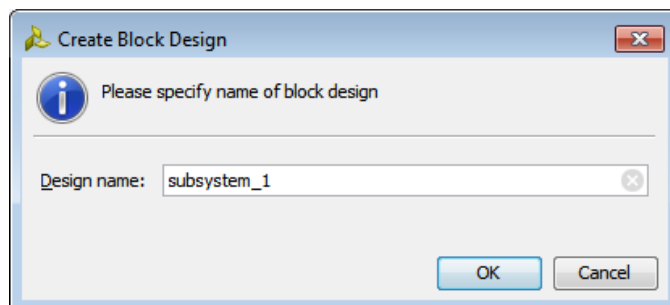 Create Block Design
Please specify name of block design
Design name: subsystem_1
OK Cancel